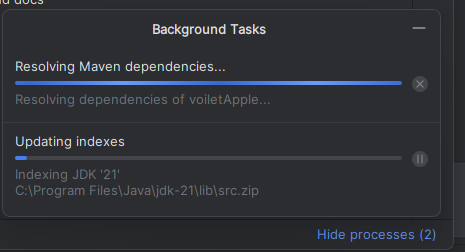 Background Tasks
Resolving Maven dependencies...
Resolving dependencies of voiletApple...
Updating indexes
Indexing JDK '21'
C:\Program Files\Java\jdk-21\lib\src.zip
Hide processes (2)